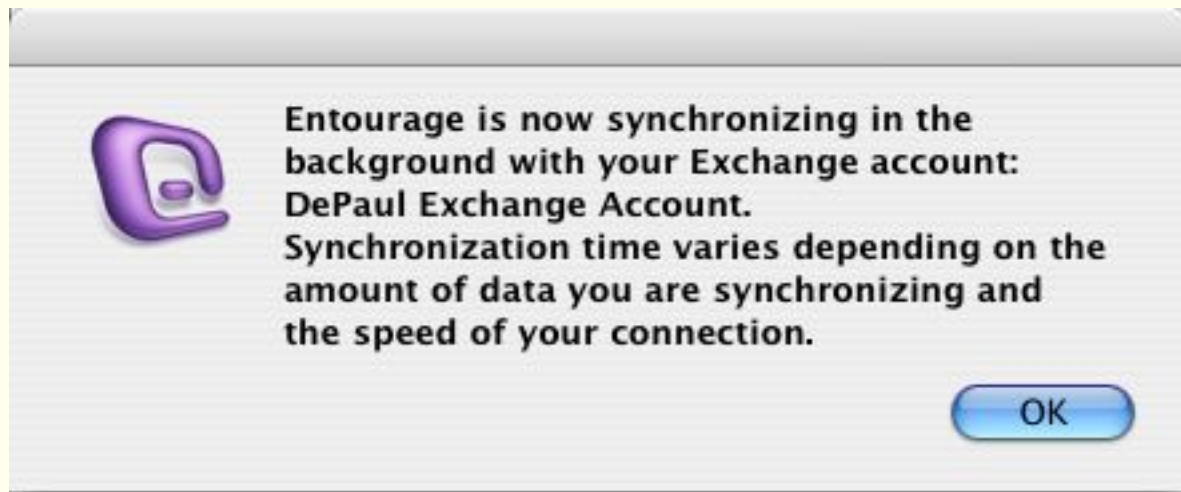 Entourage is now synchronizing in the
background with your Exchange account:
DePaul Exchange Account.
Synchronization time varies depending on the
amount of data you are synchronizing and
the speed of your connection.
OK